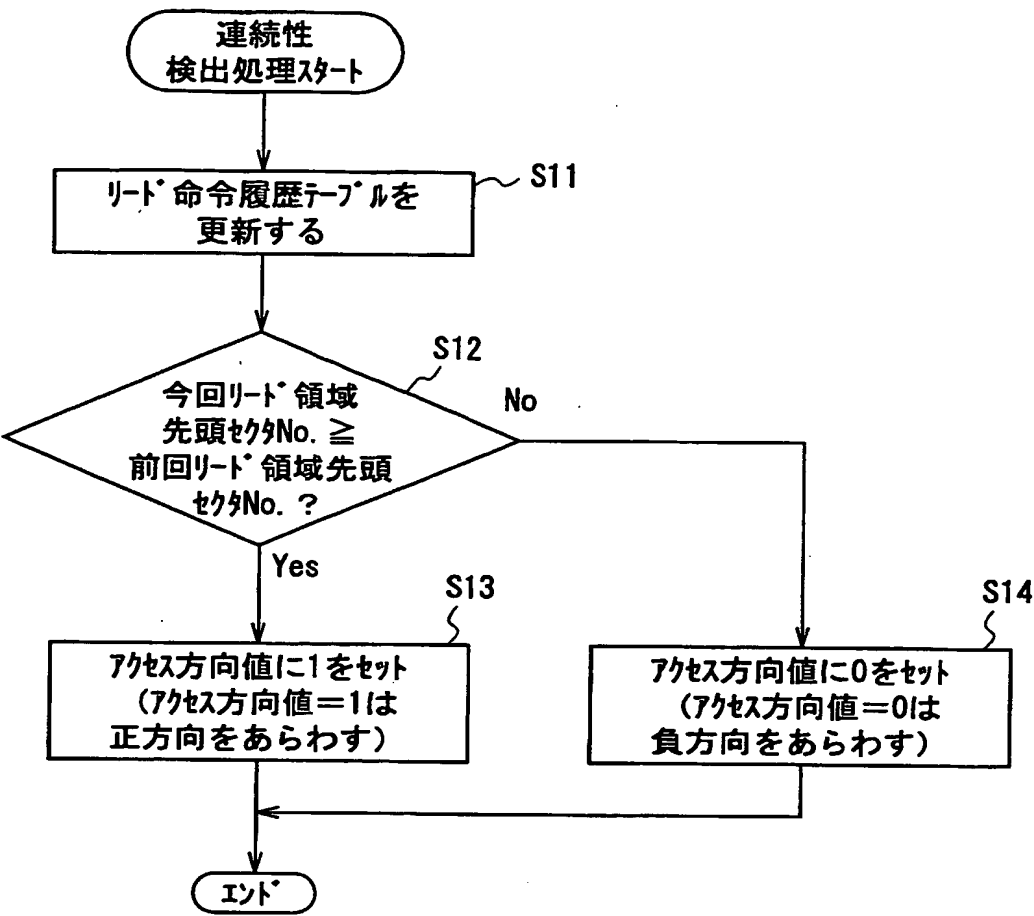 連続性
検出処理ｽﾀｰﾄ
ﾘｰﾄﾞ命令履歴ﾃｰﾌﾞﾙを
更新する
S11
S12
今回ﾘｰﾄﾞ領域
先頭ｾｸﾀNo. ≧
前回ﾘｰﾄﾞ領域先頭
ｾｸﾀNo. ?
No
Yes
S13
ｱｸｾｽ方向値に1をｾｯﾄ
(ｱｸｾｽ方向値=1は
正方向をあらわす)
S14
ｱｸｾｽ方向値に0をｾｯﾄ
(ｱｸｾｽ方向値=0は
負方向をあらわす)
ｴﾝﾄﾞ